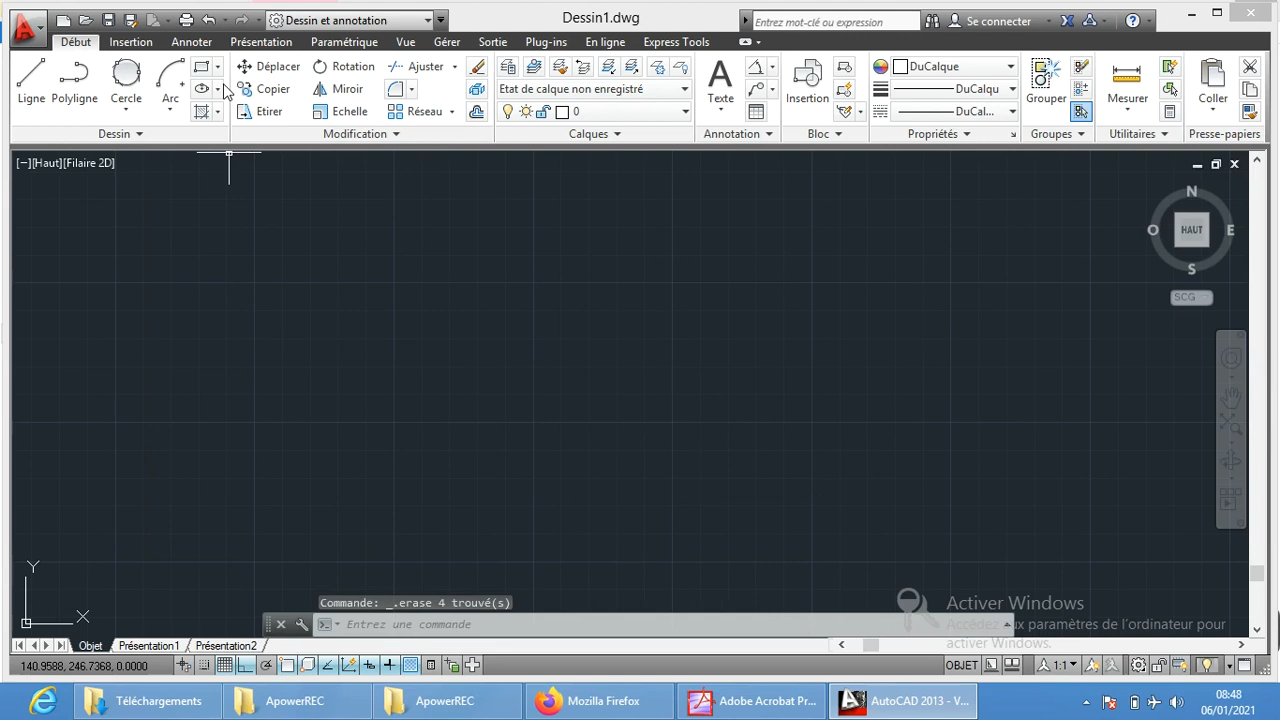 Dessin et annotation
Dessin1.dwg
Entrez mot-clé ou expression
Se connecter
Début
Insertion
Annoter
Présentation
Paramétrique
Vue
Gérer
Sortie
Plug-ins
En ligne
Express Tools
Ligne
Polyligne
Cercle
Arc
Dessin
Déplacer
Rotation
Ajuster
Copier
Miroir
Etirer
Echelle
Réseau
Modification
Etat de calque non enregistré
0
Calques
Texte
Annotation
Insertion
Bloc
DuCalque
DuCalqu
DuCal...
Propriétés
Grouper
Groupes
Mesurer
Utilitaires
Coller
Presse-papiers
[−][Haut][Filaire 2D]
N
O
HAUT
E
S
SCG
Y
X
Commande: _.erase 4 trouvé(s)
Entrez une commande
Activer Windows
Accédez aux paramètres de l'ordinateur pour
activer Windows.
Objet
Présentation1
Présentation2
140.9588, 246.7368, 0.0000
OBJET
1:1
Téléchargements
ApowerREC
ApowerREC
Mozilla Firefox
Adobe Acrobat Pr...
AutoCAD 2013 - V...
08:48
06/01/2021